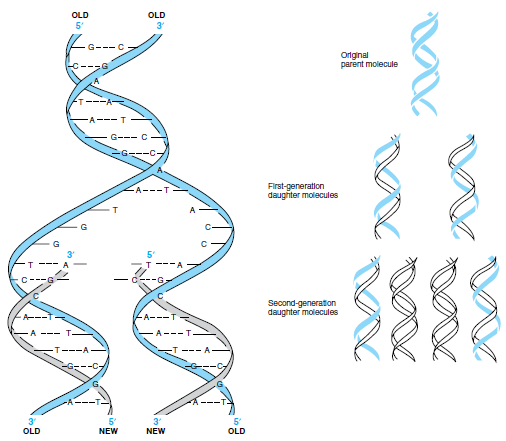 OLD OLD
5′ 3′
G C
C G
A
T A
A T
G C
G C
A
A T
T A
G C
G C
3′ 5′
T A T A
C G C G
C C
A T A T
A T A T
T A T A
G C G C
G G
A T A T
3′ 5′ 3′ 5′
OLD NEW NEW OLD
Original
parent molecule
First-generation
daughter molecules
Second-generation
daughter molecules